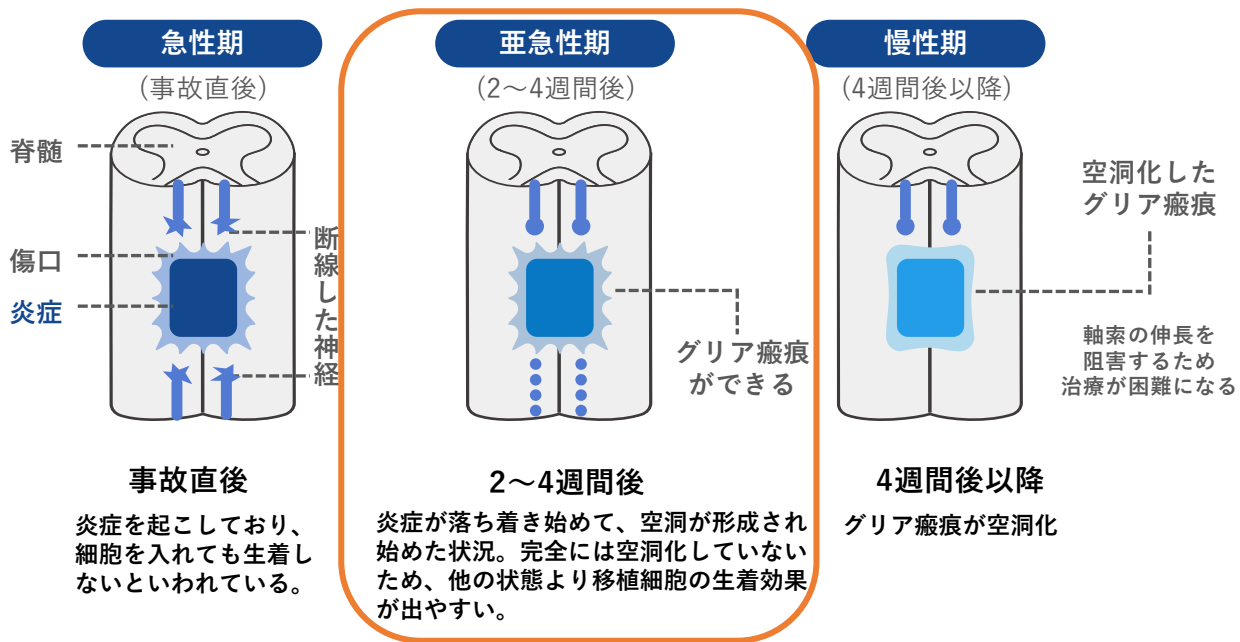 急性期
(事故直後)
亜急性期
(2〜4週間後)
慢性期
(4週間後以降)
脊髄
傷口
炎症
断線した神経
グリア瘢痕
ができる
空洞化した
グリア瘢痕
軸索の伸長を
阻害するため
治療が困難になる
事故直後
炎症を起こしており、
細胞を入れても生着し
ないといわれている。
2〜4週間後
炎症が落ち着き始めて、空洞が形成され
始めた状況。完全には空洞化していない
ため、他の状態より移植細胞の生着効果
が出やすい。
4週間後以降
グリア瘢痕が空洞化